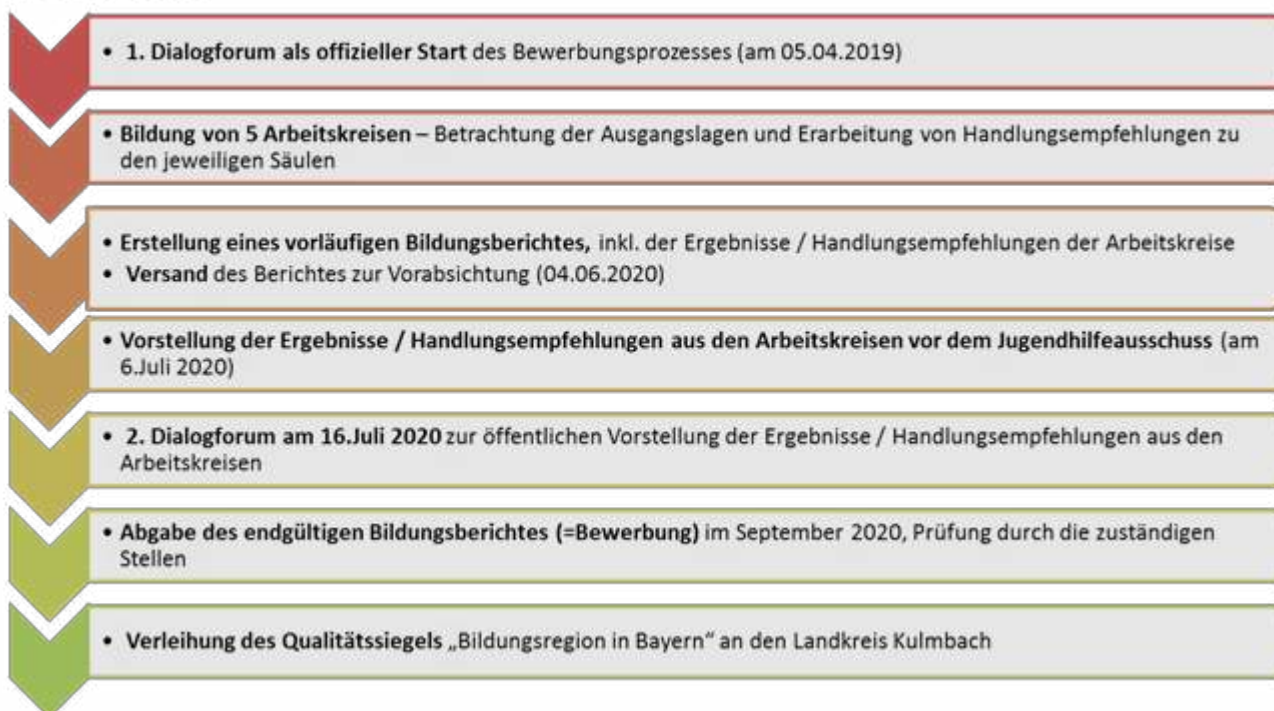 • 1. Dialogforum als offizieller Start des Bewerbungsprozesses (am 05.04.2019)
• Bildung von 5 Arbeitskreisen – Betrachtung der Ausgangslagen und Erarbeitung von Handlungsempfehlungen zu
den jeweiligen Säulen
• Erstellung eines vorläufigen Bildungsberichtes, inkl. der Ergebnisse / Handlungsempfehlungen der Arbeitskreise
• Versand des Berichtes zur Vorabsichtung (04.06.2020)
• Vorstellung der Ergebnisse / Handlungsempfehlungen aus den Arbeitskreisen vor dem Jugendhilfeausschuss (am
6.Juli 2020)
• 2. Dialogforum am 16.Juli 2020 zur öffentlichen Vorstellung der Ergebnisse / Handlungsempfehlungen aus den
Arbeitskreisen
• Abgabe des endgültigen Bildungsberichtes (=Bewerbung) im September 2020, Prüfung durch die zuständigen
Stellen
• Verleihung des Qualitätssiegels „Bildungsregion in Bayern“ an den Landkreis Kulmbach